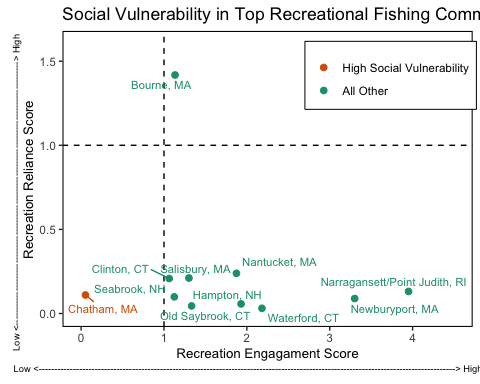 Social Vulnerability in Top Recreational Fishing Comm
High Social Vulnerability
All Other
Low <--------------------> High
Recreation Reliance Score
1.5
1.0
0.5
0.0
Bourne, MA
Clinton, CT
Salisbury, MA
Nantucket, MA
Seabrook, NH
Hampton, NH
Narragansett/Point Judith, RI
Chatham, MA
Old Saybrook, CT
Waterford, CT
Newburyport, MA
0
1
2
3
4
Recreation Engagement Score
Low <--------------------> High